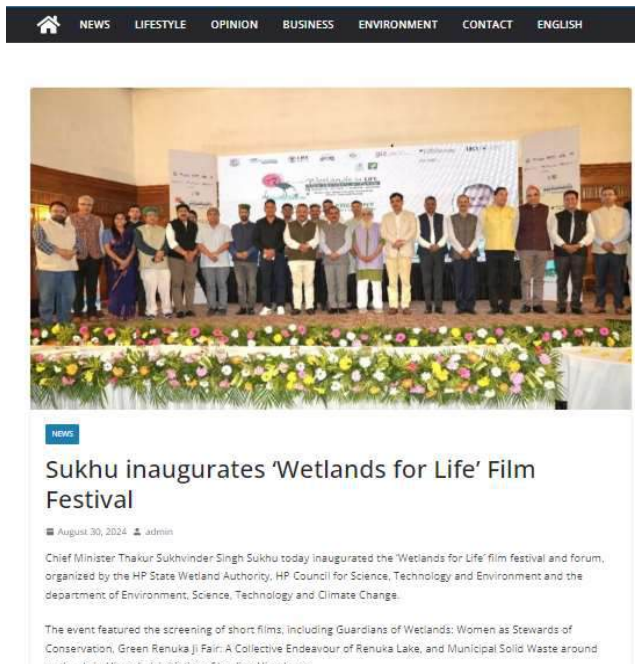 NEWS LIFESTYLE OPINION BUSINESS ENVIRONMENT CONTACT ENGLISH
Wetlands for LIFE
NEWS
Sukhu inaugurates ‘Wetlands for Life’ Film
Festival
August 30, 2024 admin
Chief Minister Thakur Sukhvinder Singh Sukhu today inaugurated the ‘Wetlands for Life’ film festival and forum,
organized by the HP State Wetland Authority, HP Council for Science, Technology and Environment and the
department of Environment, Science, Technology and Climate Change.
The event featured the screening of short films, including Guardians of Wetlands: Women as Stewards of
Conservation, Green Renuka Ji Fair: A Collective Endeavour of Renuka Lake, and Municipal Solid Waste around